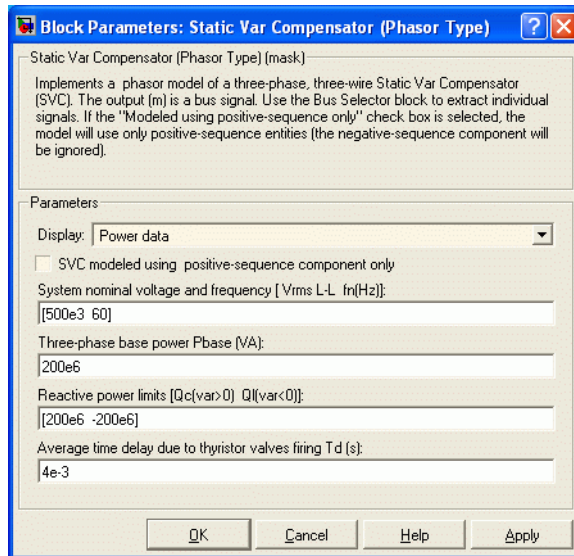 Block Parameters: Static Var Compensator (Phasor Type)
Static Var Compensator (Phasor Type) (mask)
Implements a phasor model of a three-phase, three-wire Static Var Compensator
(SVC). The output (m) is a bus signal. Use the Bus Selector block to extract individual
signals. If the "Modeled using positive-sequence only" check box is selected, the
model will use only positive-sequence entities (the negative-sequence component will
be ignored).
Parameters
Display: Power data
SVC modeled using positive-sequence component only
System nominal voltage and frequency [ Vrms L-L fn(Hz)]:
[500e3 60]
Three-phase base power Pbase (VA):
200e6
Reactive power limits [Qc(var>0) Ql(var<0)]:
[200e6 -200e6]
Average time delay due to thyristor valves firing Td (s):
4e-3
OK Cancel Help Apply